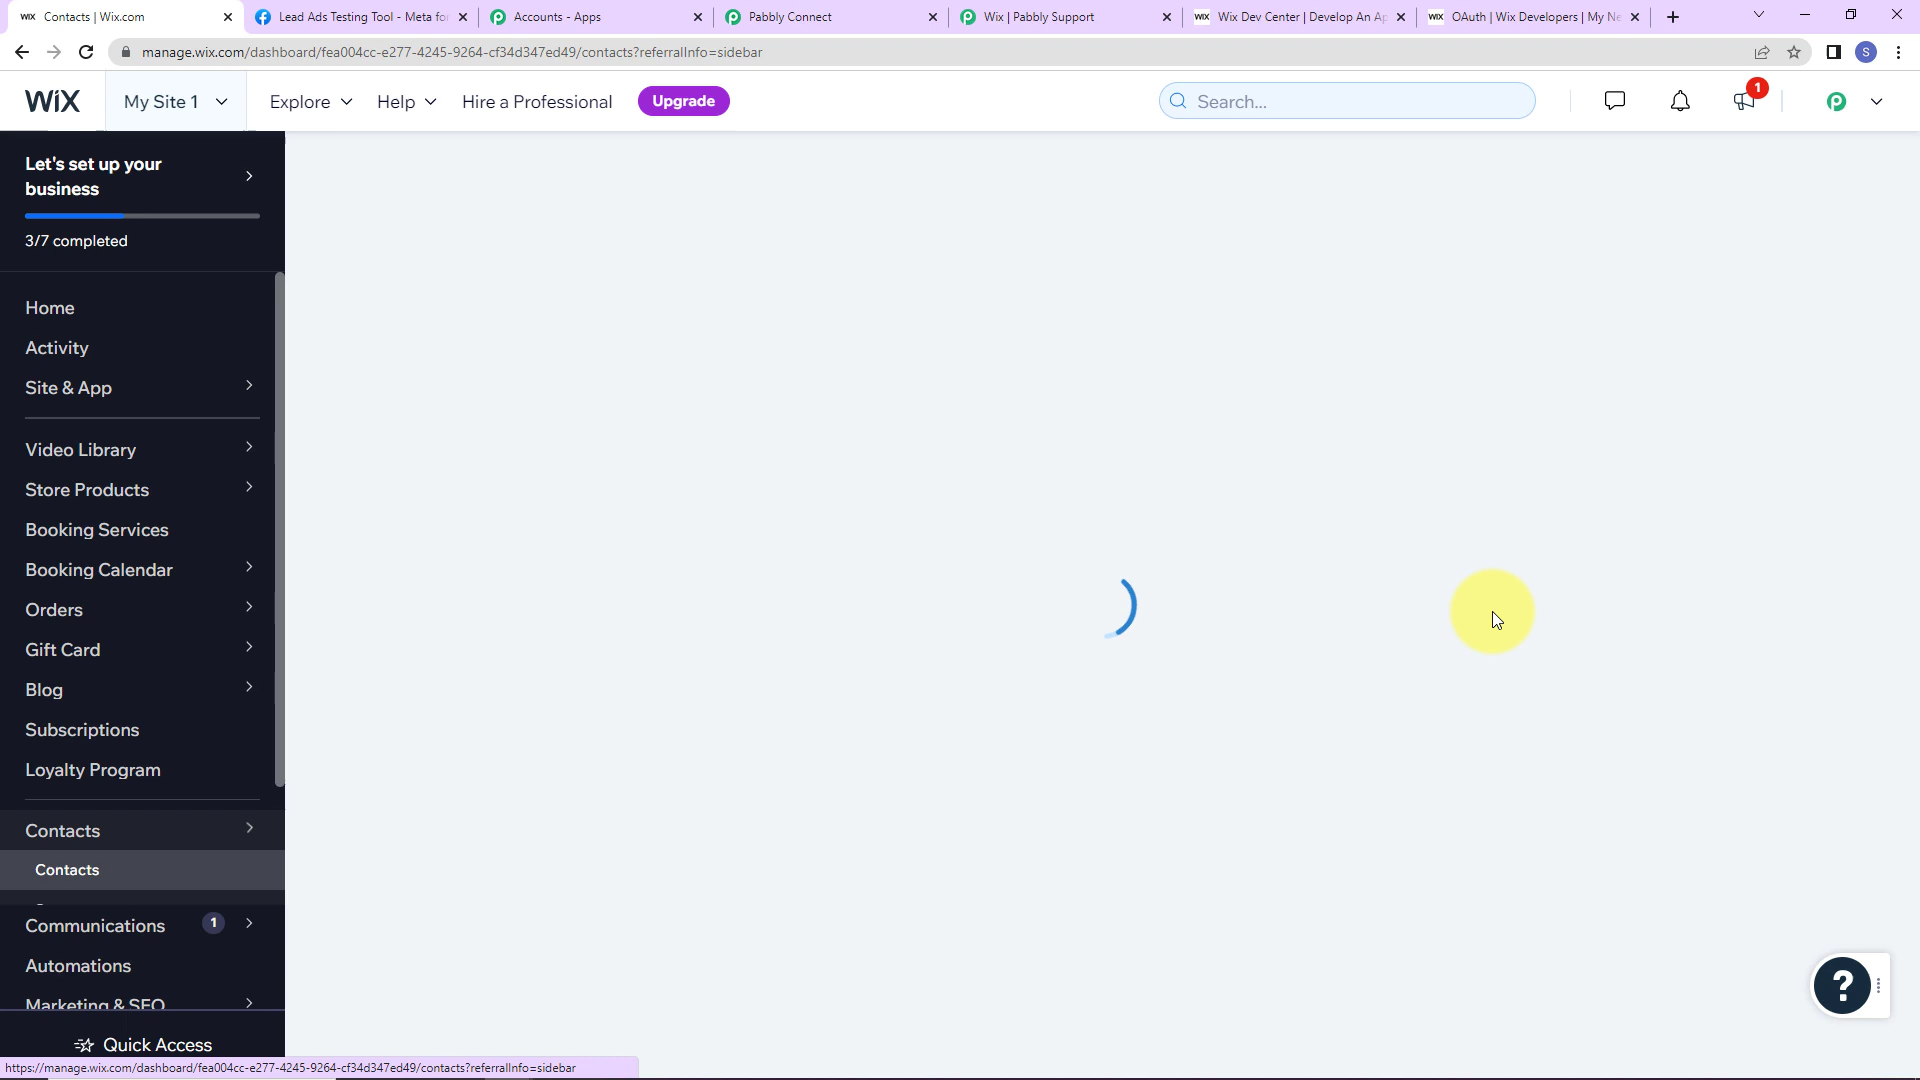 WIX Contacts | Wix.com
Lead Ads Testing Tool - Meta fo
Accounts - Apps
Pabbly Connect
Wix | Pabbly Support
WIX Wix Dev Center | Develop An Ap
WIX OAuth | Wix Developers | My Ne
manage.wix.com/dashboard/fea004cc-e277-4245-9264-cf34d347ed49/contacts?referralInfo=sidebar
S
WIX
My Site 1
Explore
Help
Hire a Professional
Upgrade
Search...
1
Let's set up your
business
3/7 completed
Home
Activity
Site & App
Video Library
Store Products
Booking Services
Booking Calendar
Orders
Gift Card
Blog
Subscriptions
Loyalty Program
Contacts
Contacts
Communications 1
Automations
Marketing & SEO
Quick Access
?
https://manage.wix.com/dashboard/fea004cc-e277-4245-9264-cf34d347ed49/contacts?referralInfo=sidebar